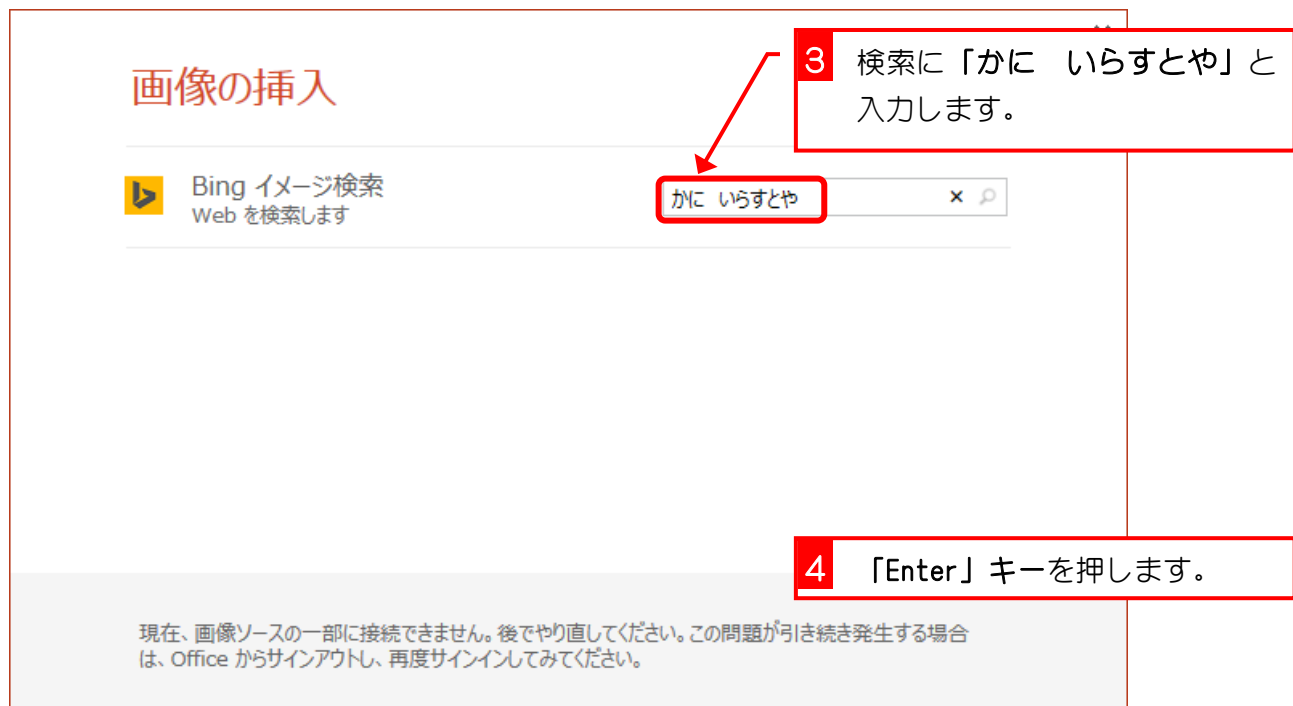 画像の挿入
3 検索に「かに　いらすとや」と
入力します。
Bing イメージ検索
Web を検索します
かに　いらすとや
4 「Enter」キーを押します。
現在、画像ソースの一部に接続できません。後でやり直してください。この問題が引き続き発生する場合
は、Office からサインアウトし、再度サインインしてみてください。